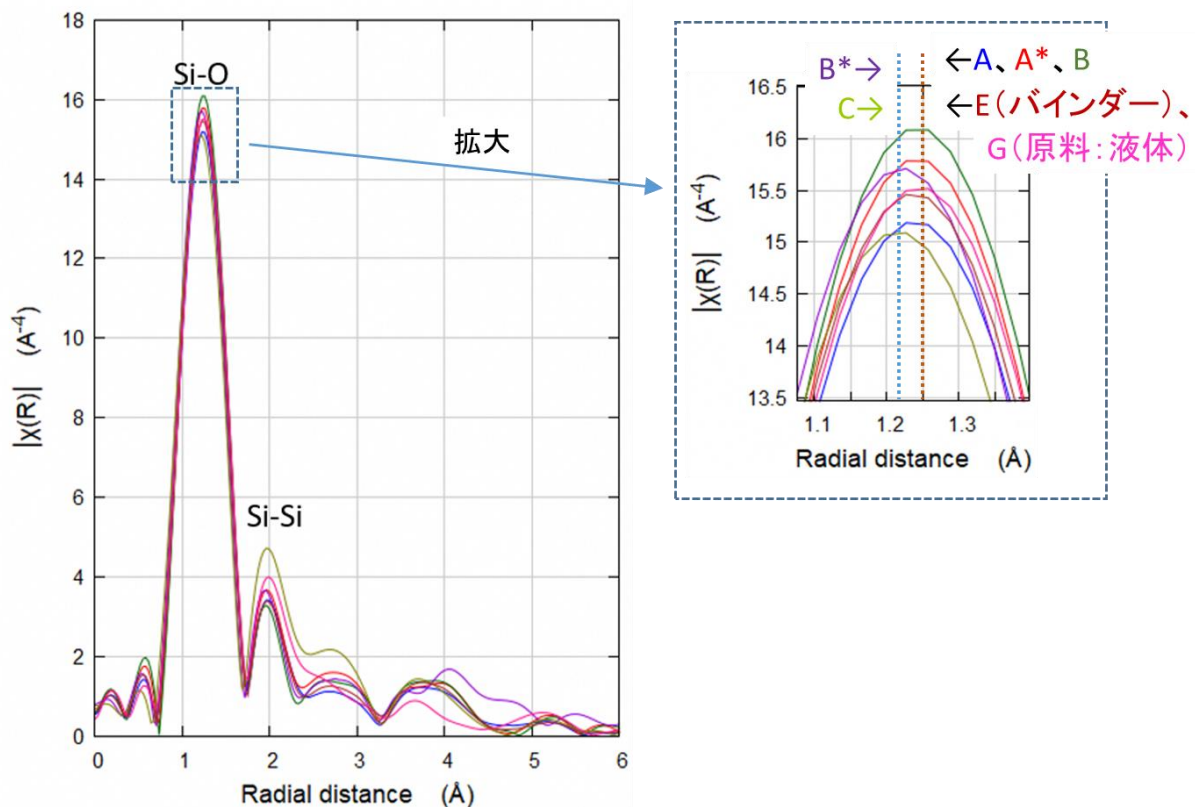 18
16
14
12
10
8
6
4
2
0
|χ(R)| (A⁻⁴)
Si-O
Si-Si
0 1 2 3 4 5 6
Radial distance (Å)
拡大
B*→
C→
←A、A*、B
←E(バインダー)、
G(原料:液体)
16.5
16
15.5
15
14.5
14
13.5
|χ(R)| (A⁻⁴)
1.1 1.2 1.3
Radial distance (Å)